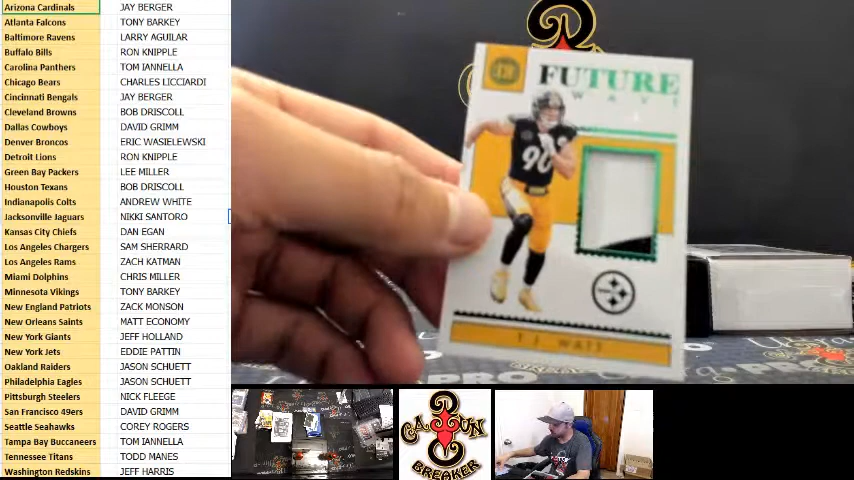 Arizona Cardinals JAY BERGER
Atlanta Falcons TONY BARKEY
Baltimore Ravens LARRY AGUILAR
Buffalo Bills RON KNIPPLE
Carolina Panthers TOM IANNELLA
Chicago Bears CHARLES LICCIARDI
Cincinnati Bengals JAY BERGER
Cleveland Browns BOB DRISCOLL
Dallas Cowboys DAVID GRIMM
Denver Broncos ERIC WASIELEWSKI
Detroit Lions RON KNIPPLE
Green Bay Packers LEE MILLER
Houston Texans BOB DRISCOLL
Indianapolis Colts ANDREW WHITE
Jacksonville Jaguars NIKKI SANTORO
Kansas City Chiefs DAN EGAN
Los Angeles Chargers SAM SHERRARD
Los Angeles Rams ZACH KATMAN
Miami Dolphins CHRIS MILLER
Minnesota Vikings TONY BARKEY
New England Patriots ZACK MONSON
New Orleans Saints MATT ECONOMY
New York Giants JEFF HOLLAND
New York Jets EDDIE PATTIN
Oakland Raiders JASON SCHUETT
Philadelphia Eagles JASON SCHUETT
Pittsburgh Steelers NICK FLEEGE
San Francisco 49ers DAVID GRIMM
Seattle Seahawks COREY ROGERS
Tampa Bay Buccaneers TOM IANNELLA
Tennessee Titans TODD MANES
Washington Redskins JEFF HARRIS
FUTURE
WAVE
90
T.J. WATT
CAJUN
BREAKER